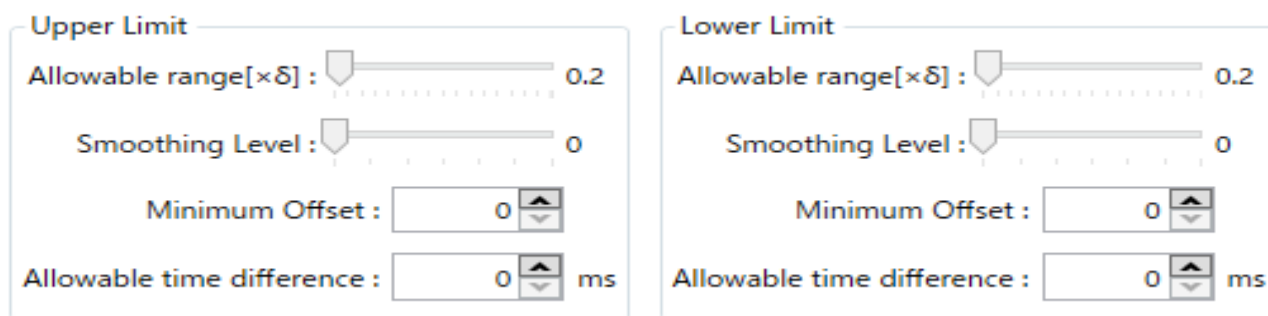 Upper Limit
Allowable range[×δ] : 0.2
Smoothing Level : 0
Minimum Offset : 0
Allowable time difference : 0 ms
Lower Limit
Allowable range[×δ] : 0.2
Smoothing Level : 0
Minimum Offset : 0
Allowable time difference : 0 ms